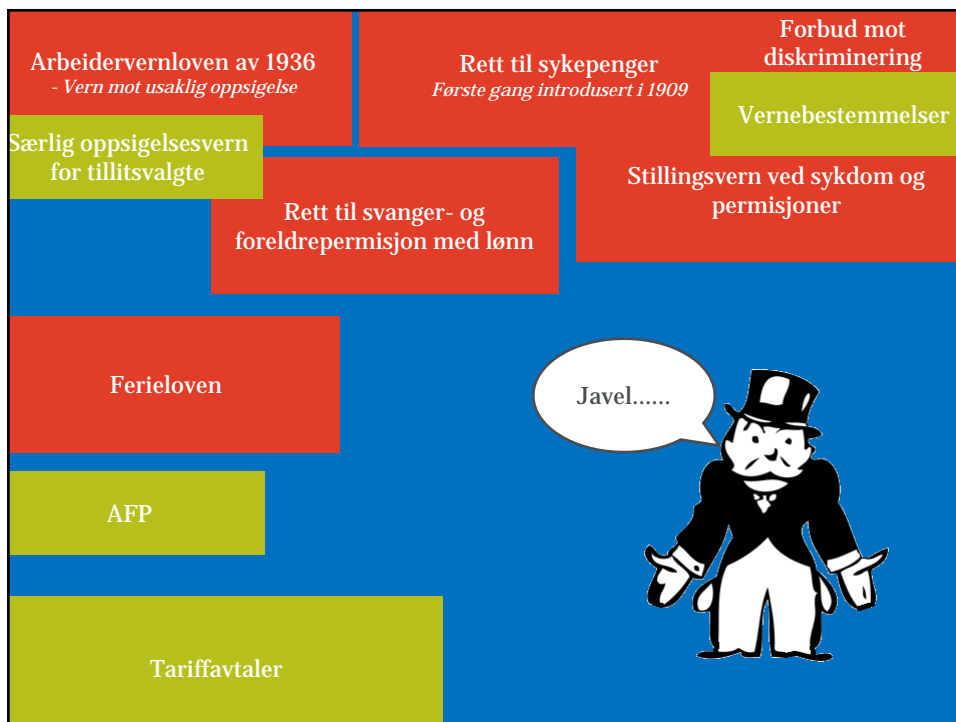 Arbeidervernloven av 1936
- Vern mot usaklig oppsigelse
Rett til sykepenger
Første gang introdusert i 1909
Forbud mot
diskriminering
Vernebestemmelser
Særlig oppsigelsesvern
for tillitsvalgte
Rett til svanger- og
foreldrepermisjon med lønn
Stillingsvern ved sykdom og
permisjoner
Ferieloven
Javel......
AFP
Tariffavtaler